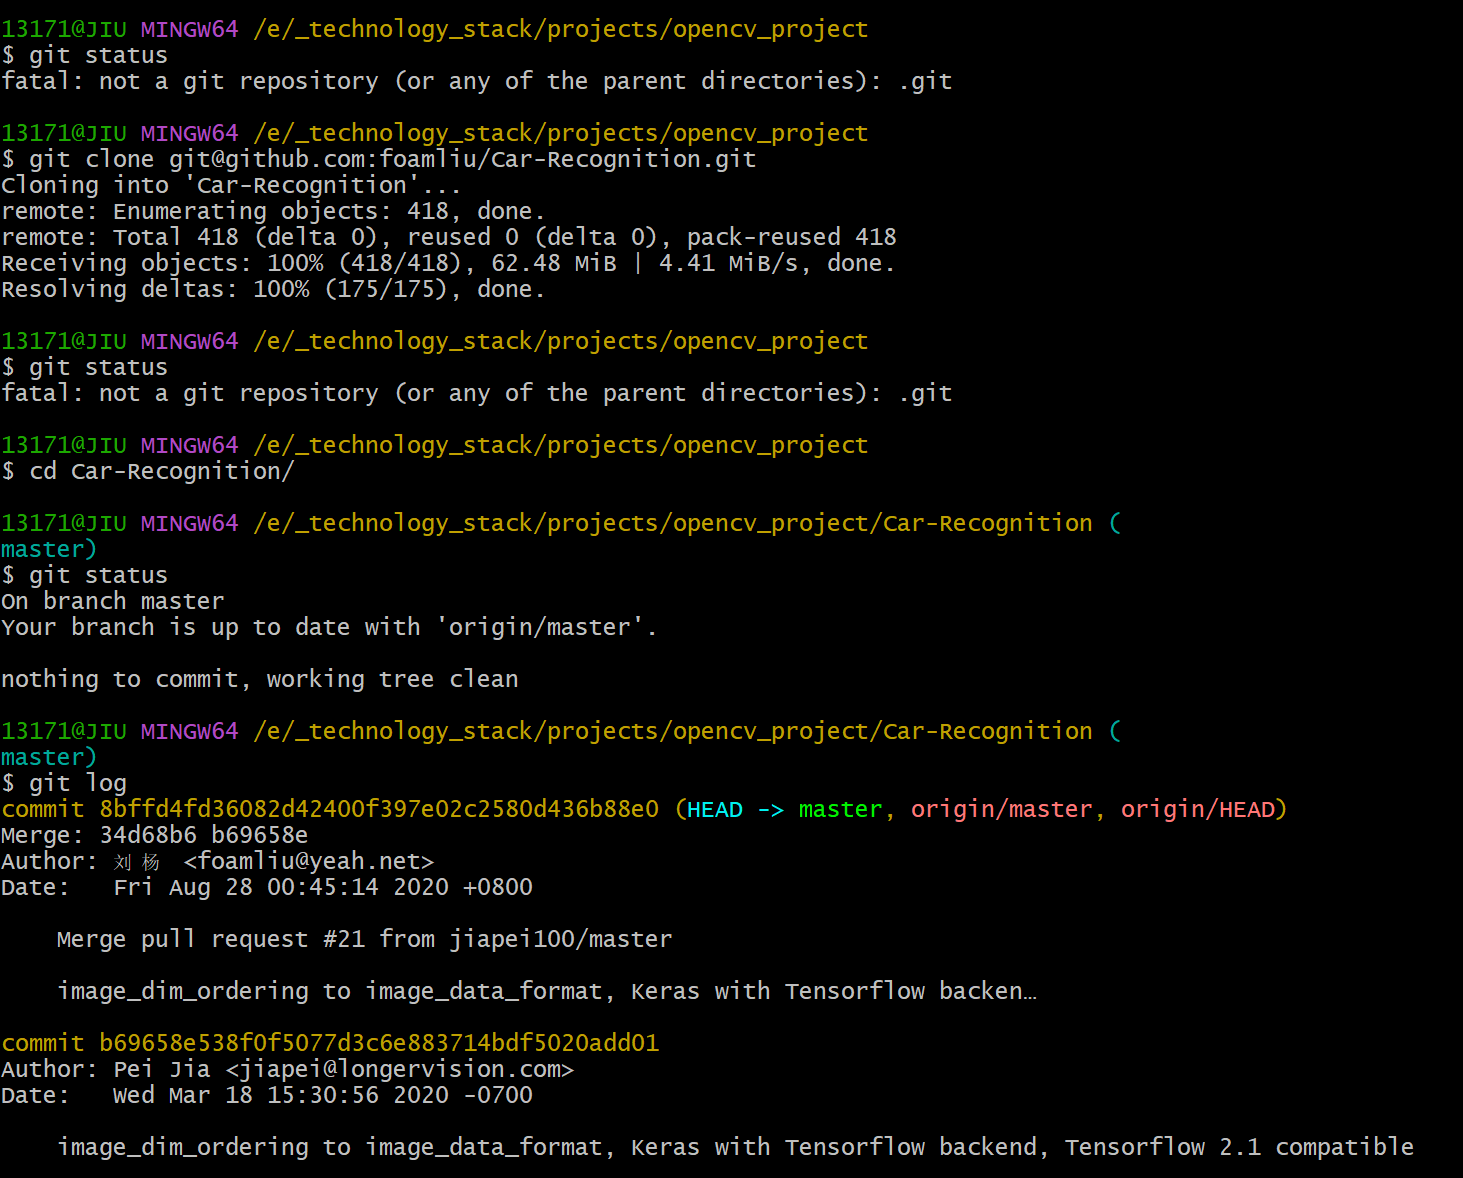 13171@JIU MINGW64 /e/_technology_stack/projects/opencv_project
$ git status
fatal: not a git repository (or any of the parent directories): .git
13171@JIU MINGW64 /e/_technology_stack/projects/opencv_project
$ git clone git@github.com:foamliu/Car-Recognition.git
Cloning into 'Car-Recognition'...
remote: Enumerating objects: 418, done.
remote: Total 418 (delta 0), reused 0 (delta 0), pack-reused 418
Receiving objects: 100% (418/418), 62.48 MiB | 4.41 MiB/s, done.
Resolving deltas: 100% (175/175), done.
13171@JIU MINGW64 /e/_technology_stack/projects/opencv_project
$ git status
fatal: not a git repository (or any of the parent directories): .git
13171@JIU MINGW64 /e/_technology_stack/projects/opencv_project
$ cd Car-Recognition/
13171@JIU MINGW64 /e/_technology_stack/projects/opencv_project/Car-Recognition (
master)
$ git status
On branch master
Your branch is up to date with 'origin/master'.
nothing to commit, working tree clean
13171@JIU MINGW64 /e/_technology_stack/projects/opencv_project/Car-Recognition (
master)
$ git log
commit 8bffd4fd36082d42400f397e02c2580d436b88e0 (HEAD -> master, origin/master, origin/HEAD)
Merge: 34d68b6 b69658e
Author: 刘 杨 <foamliu@yeah.net>
Date:   Fri Aug 28 00:45:14 2020 +0800
Merge pull request #21 from jiapei100/master
image_dim_ordering to image_data_format, Keras with Tensorflow backen…
commit b69658e538f0f5077d3c6e883714bdf5020add01
Author: Pei Jia <jiapei@longervision.com>
Date:   Wed Mar 18 15:30:56 2020 -0700
image_dim_ordering to image_data_format, Keras with Tensorflow backend, Tensorflow 2.1 compatible